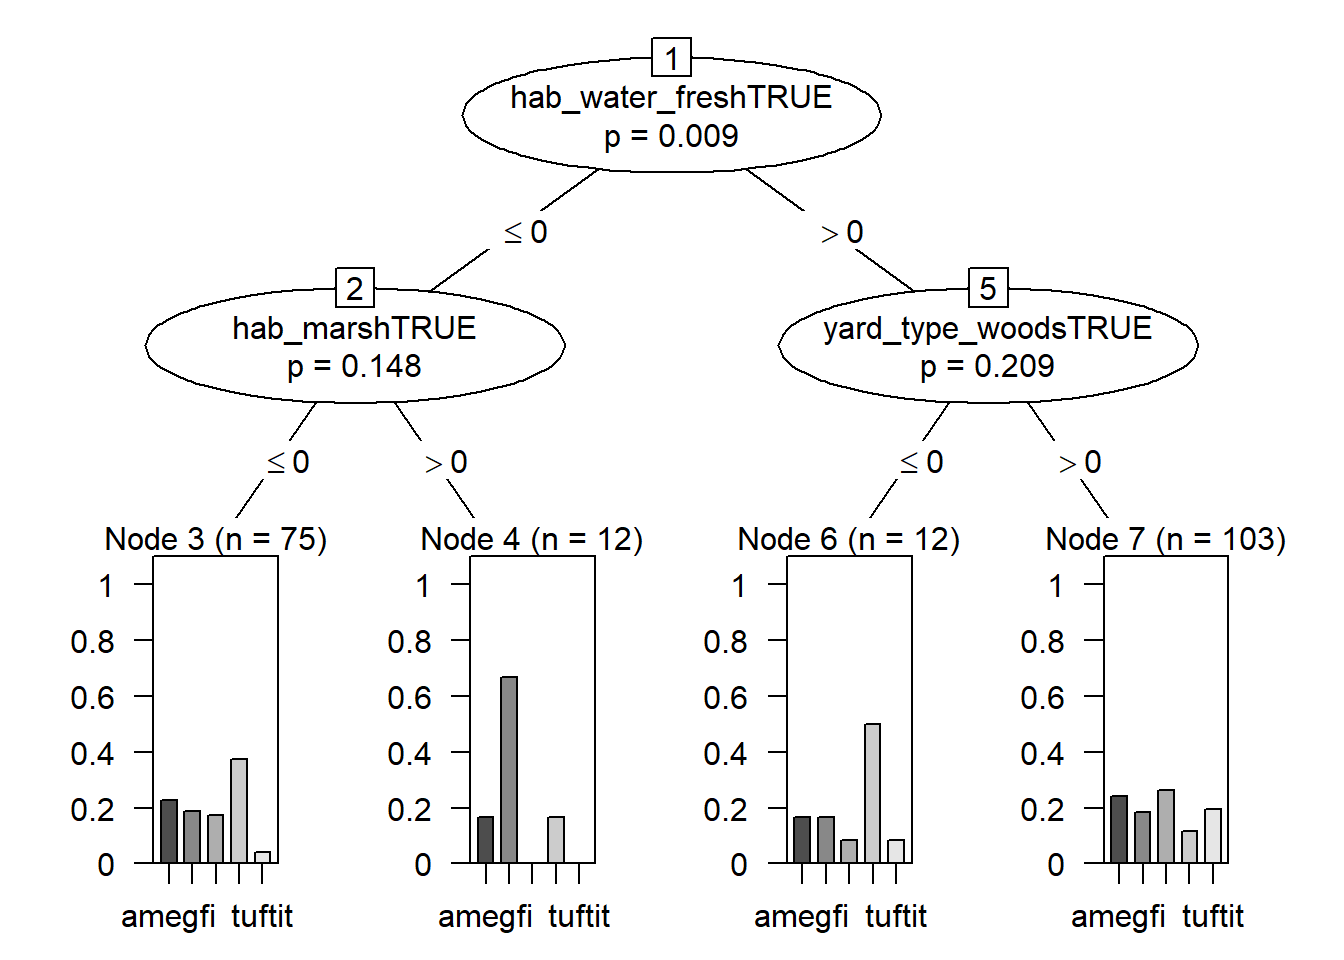 1
hab_water_freshTRUE
p = 0.009
≤ 0
> 0
2
hab_marshTRUE
p = 0.148
5
yard_type_woodsTRUE
p = 0.209
≤ 0
> 0
≤ 0
> 0
Node 3 (n = 75)
1
0.8
0.6
0.4
0.2
0
amegfi tuftit
Node 4 (n = 12)
1
0.8
0.6
0.4
0.2
0
amegfi tuftit
Node 6 (n = 12)
1
0.8
0.6
0.4
0.2
0
amegfi tuftit
Node 7 (n = 103)
1
0.8
0.6
0.4
0.2
0
amegfi tuftit